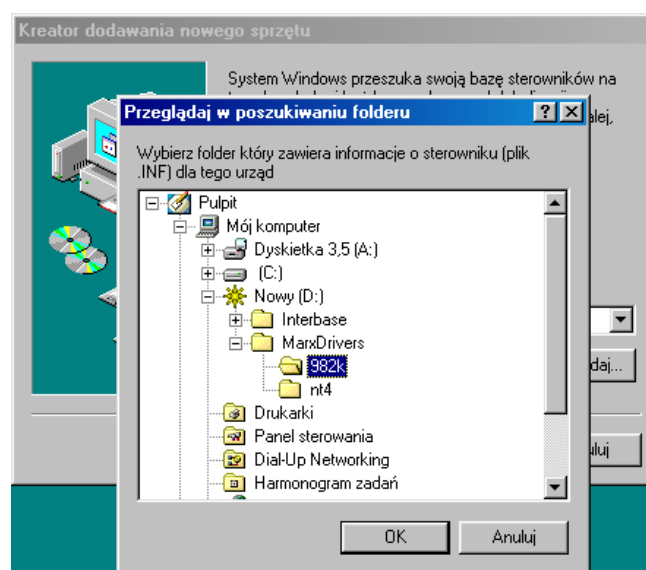 Kreator dodawania nowego sprzętu
System Windows przeszuka swoją bazę sterowników na
alej,
Przeglądaj w poszukiwaniu folderu
Wybierz folder który zawiera informacje o sterowniku (plik
.INF) dla tego urząd
Pulpit
Mój komputer
Dyskietka 3,5 (A:)
(C:)
Nowy (D:)
Interbase
MarxDrivers
982k
daj...
nt4
Drukarki
Panel sterowania
uluj
Dial-Up Networking
Harmonogram zadań
OK
Anuluj